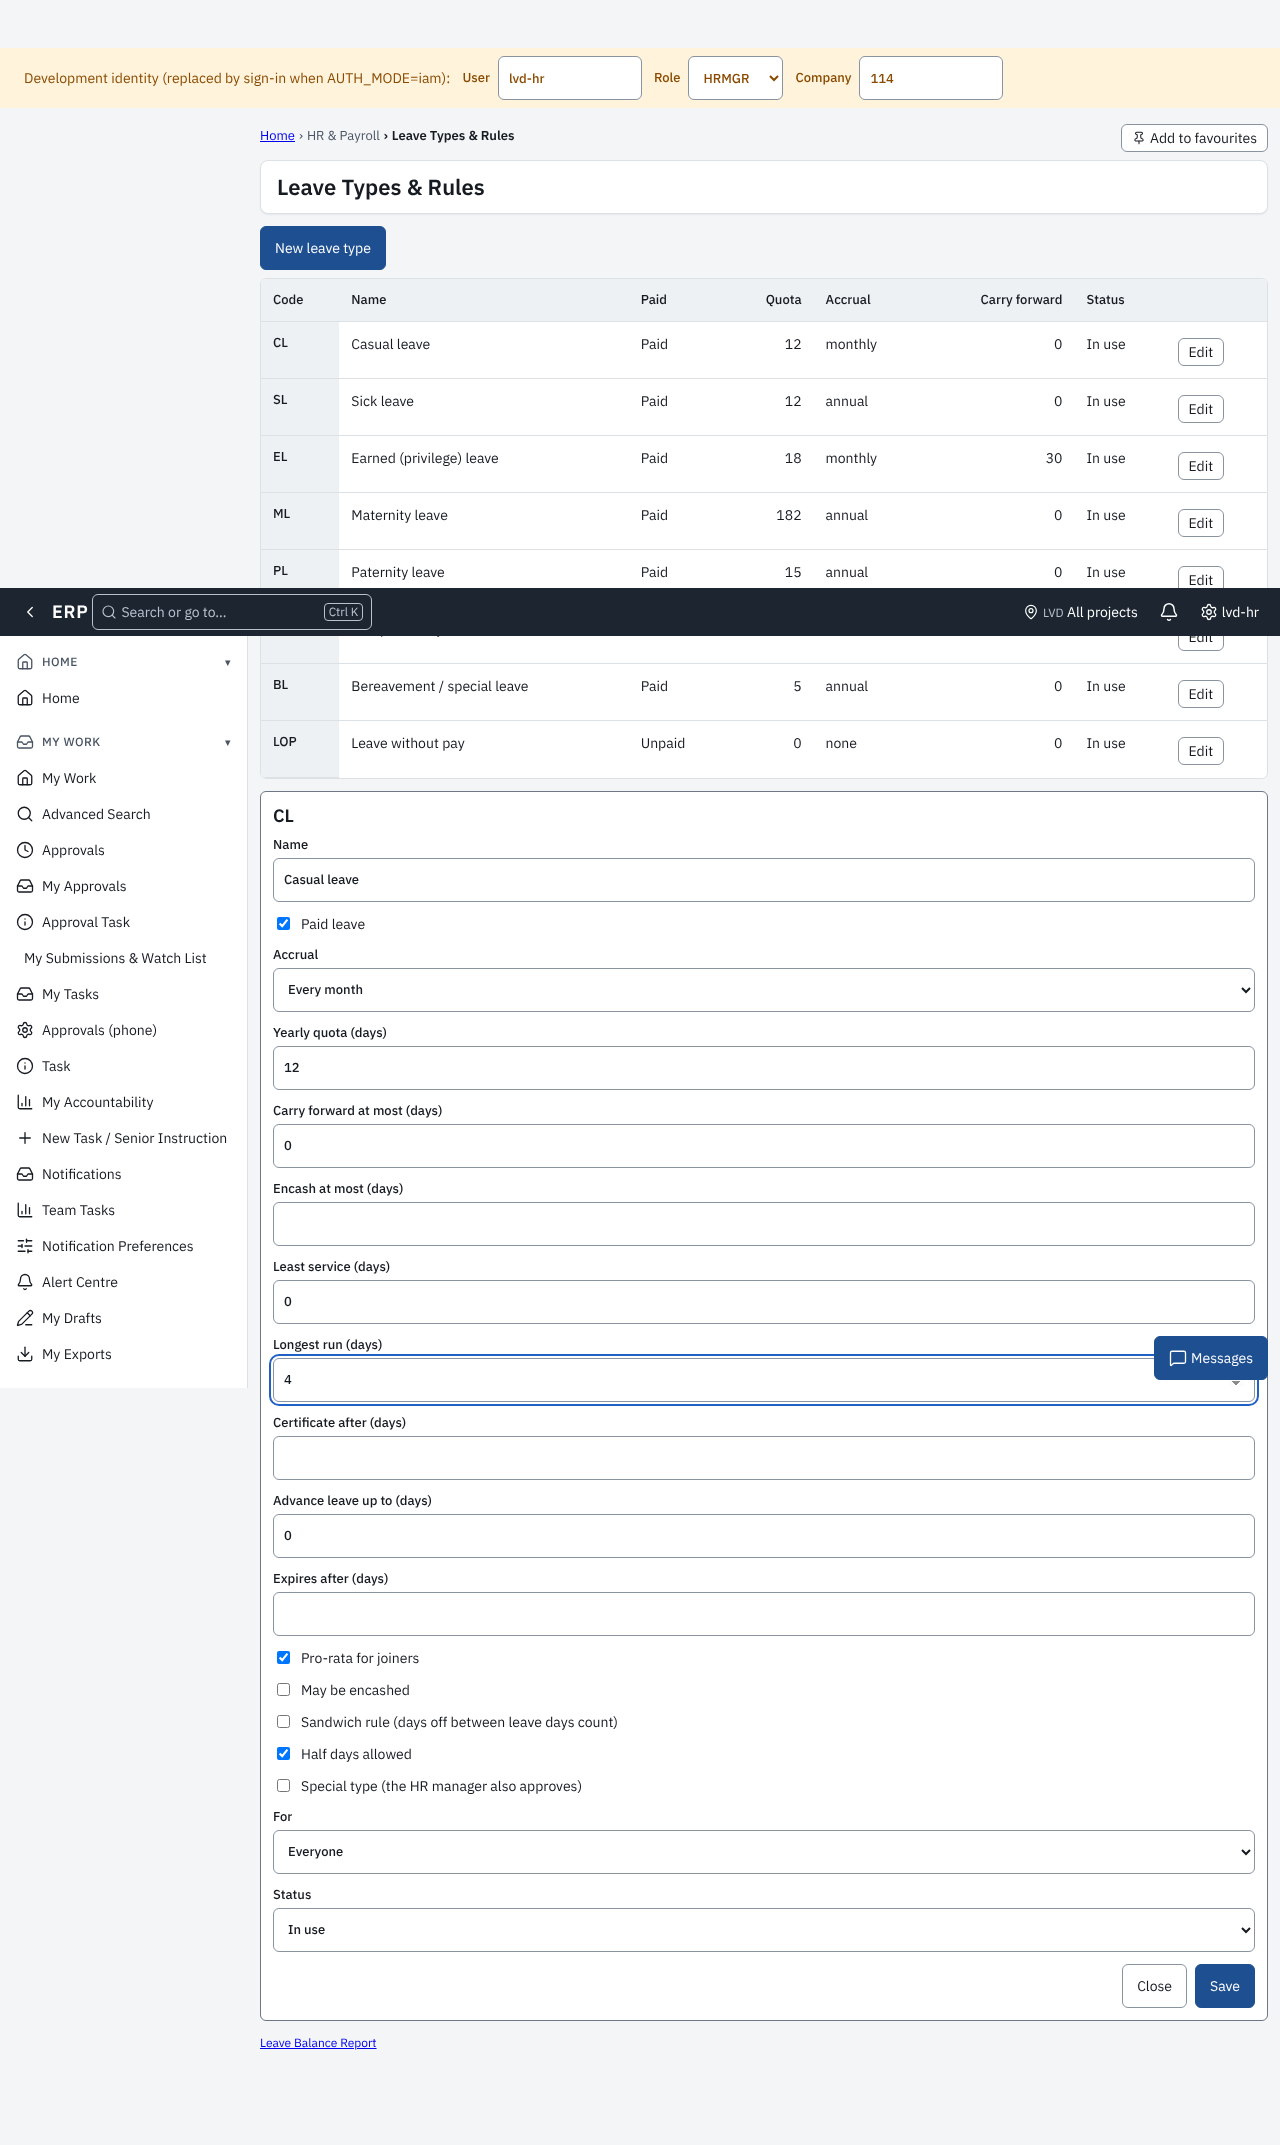 Development identity (replaced by sign-in when AUTH_MODE=iam): User lvd-hr Role HRMGR Company 114
Home › HR & Payroll › Leave Types & Rules
Add to favourites
Leave Types & Rules
New leave type
Code Name Paid Quota Accrual Carry forward Status
CL Casual leave Paid 12 monthly 0 In use Edit
SL Sick leave Paid 12 annual 0 In use Edit
EL Earned (privilege) leave Paid 18 monthly 30 In use Edit
ML Maternity leave Paid 182 annual 0 In use Edit
PL Paternity leave Paid 15 annual 0 In use Edit
ERP Search or go to... Ctrl K LVD All projects lvd-hr
Edit
BL Bereavement / special leave Paid 5 annual 0 In use Edit
LOP Leave without pay Unpaid 0 none 0 In use Edit
HOME
Home
MY WORK
My Work
Advanced Search
Approvals
My Approvals
Approval Task
My Submissions & Watch List
My Tasks
Approvals (phone)
Task
My Accountability
New Task / Senior Instruction
Notifications
Team Tasks
Notification Preferences
Alert Centre
My Drafts
My Exports
CL
Name
Casual leave
Paid leave
Accrual
Every month
Yearly quota (days)
12
Carry forward at most (days)
0
Encash at most (days)
Least service (days)
0
Longest run (days)
4
Messages
Certificate after (days)
Advance leave up to (days)
0
Expires after (days)
Pro-rata for joiners
May be encashed
Sandwich rule (days off between leave days count)
Half days allowed
Special type (the HR manager also approves)
For
Everyone
Status
In use
Close Save
Leave Balance Report